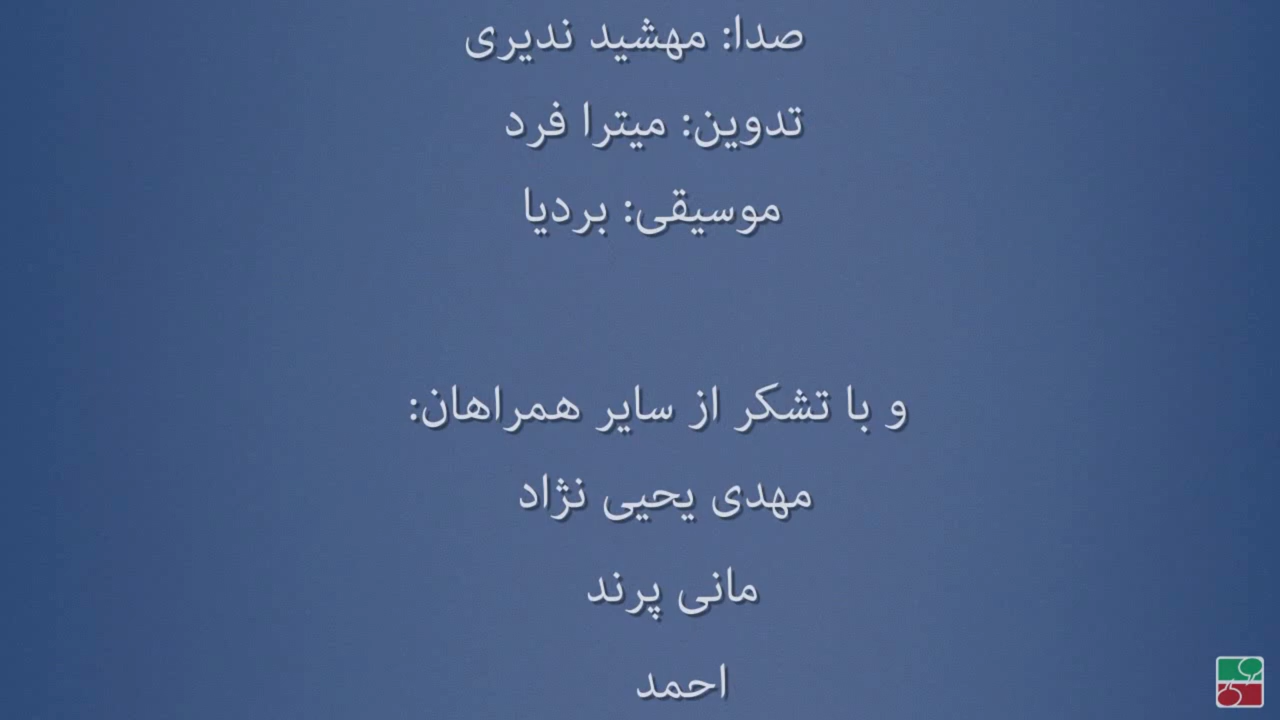 صدا: مهشید ندیری
تدوین: میترا فرد
موسیقی: بردیا
و با تشکر از سایر همراهان:
مهدی یحیی نژاد
مانی پرند
احمد